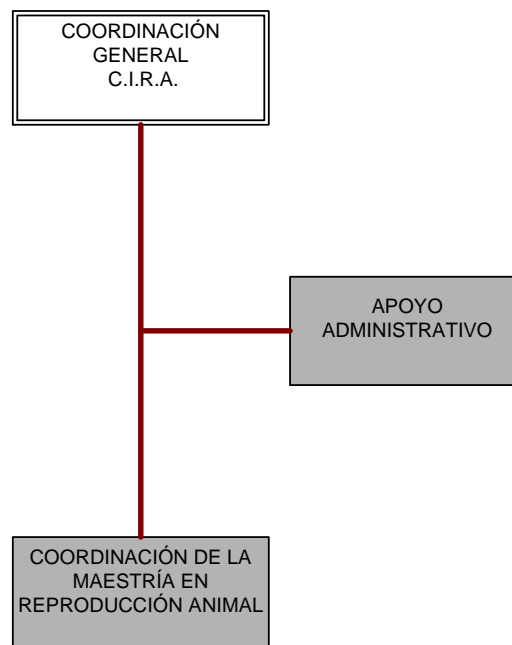 COORDINACIÓN
GENERAL
C.I.R.A.
APOYO
ADMINISTRATIVO
COORDINACIÓN DE LA
MAESTRÍA EN
REPRODUCCIÓN ANIMAL